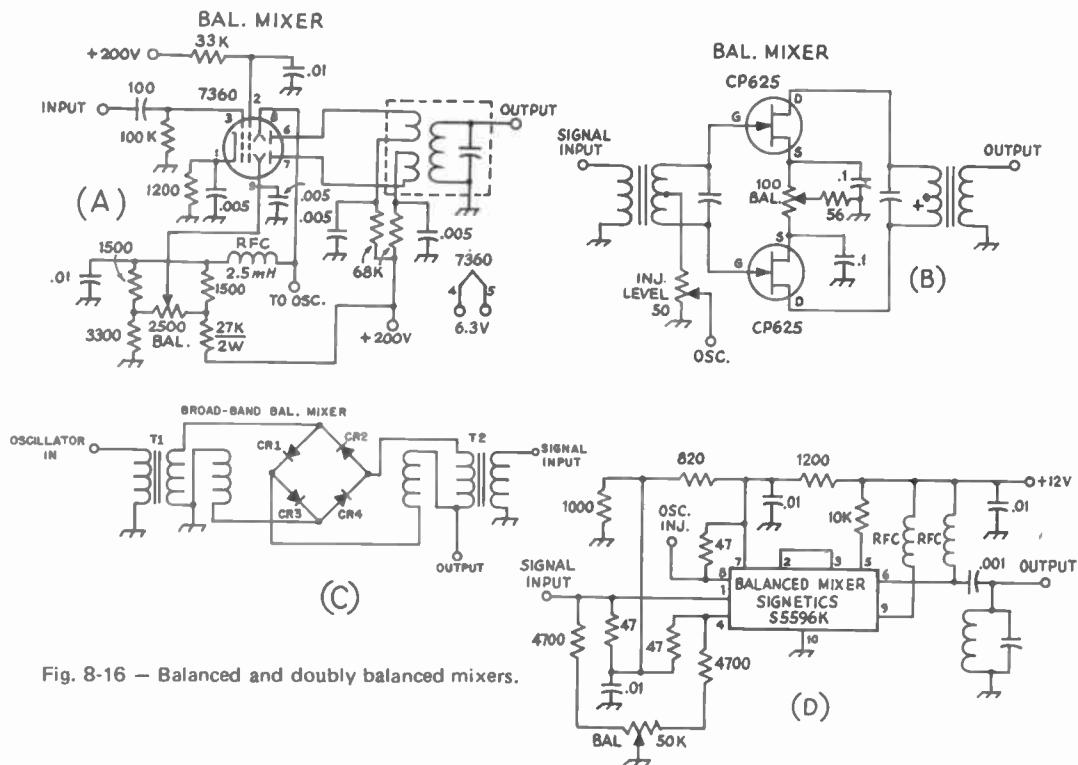 BAL. MIXER
+200V
33K
.01
INPUT
100
7360
2
8
3
6
7
1
9
100K
1200
.005
.005
.005
OUTPUT
(A)
.005
68K
1500
RFC
2.5mH
1500
.01
TO OSC.
3300
2500
BAL.
27K
2W
+200V
7360
4
5
6.3V
BAL. MIXER
CP625
D
G
S
SIGNAL
INPUT
.1
100
BAL.
56
OUTPUT
+
S
G
.1
D
INJ.
LEVEL
50
CP625
OSC.
(B)
BROAD-BAND BAL. MIXER
OSCILLATOR
IN
T1
CR1
CR2
CR3
CR4
T2
SIGNAL
INPUT
OUTPUT
(C)
820
1200
+12V
1000
.01
10K
.01
OSC.
INJ.
47
RFC
RFC
SIGNAL
INPUT
7
2
3
5
8
1
4
6
9
10
BALANCED MIXER
SIGNETICS
S5596K
.001
OUTPUT
4700
47
47
4700
.01
BAL
50K
(D)
Fig. 8-16 — Balanced and doubly balanced mixers.